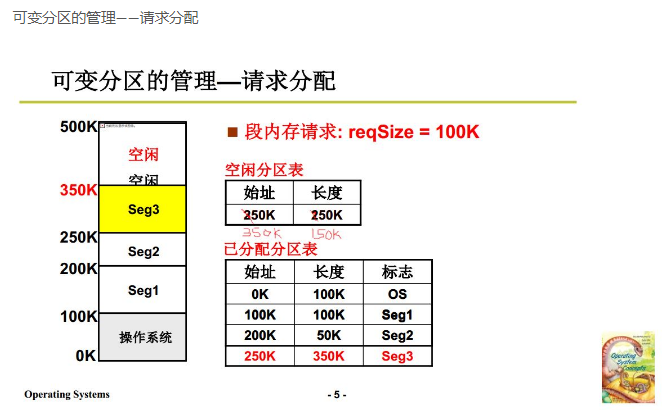 可变分区的管理——请求分配
可变分区的管理—请求分配
500K
空闲
空闲
350K
Seg3
250K
Seg2
200K
Seg1
100K
操作系统
0K
■ 段内存请求: reqSize = 100K
空闲分区表
始址 长度
250K 250K
350K 150K
已分配分区表
始址 长度 标志
0K 100K OS
100K 100K Seg1
200K 50K Seg2
250K 350K Seg3
Operating System Concepts
Operating Systems
- 5 -